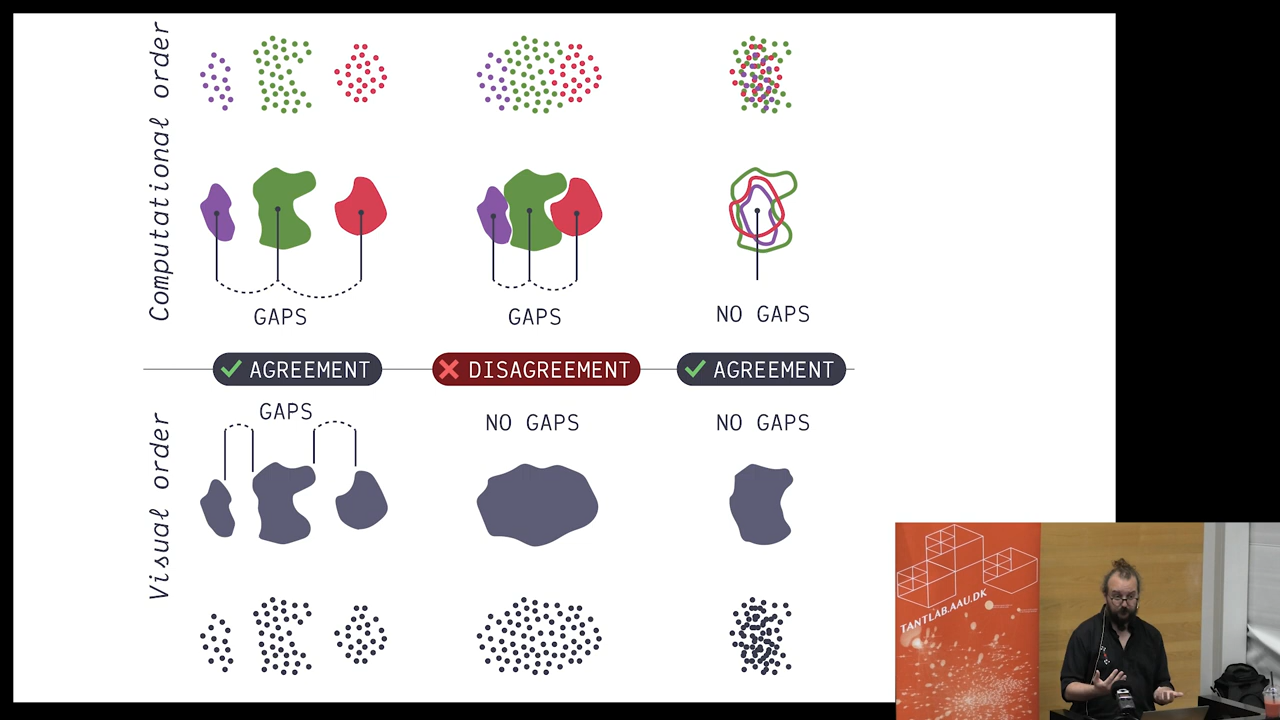 Computational order
GAPS
GAPS
NO GAPS
AGREEMENT
DISAGREEMENT
AGREEMENT
GAPS
NO GAPS
NO GAPS
Visual order
TANTLAB.AAU.DK